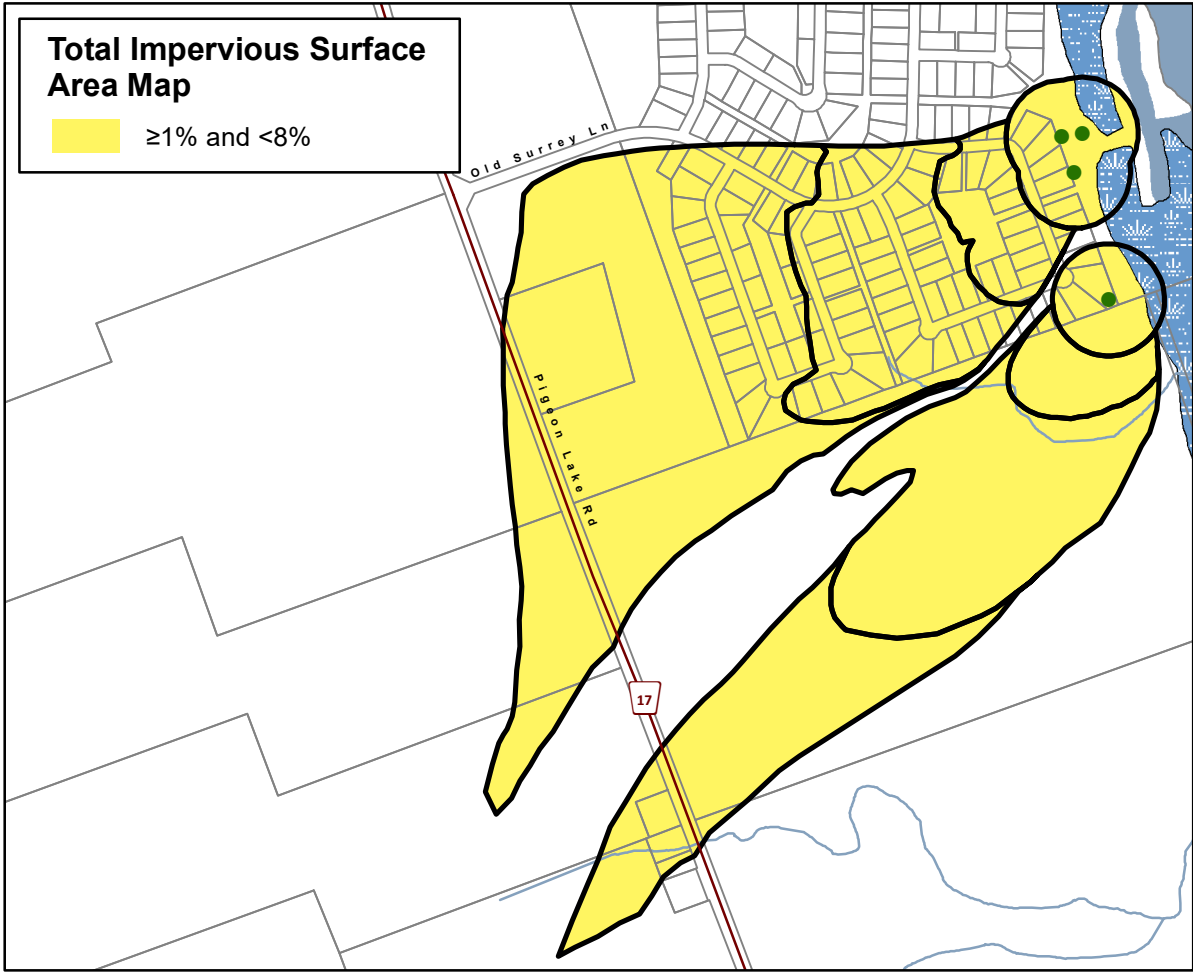 Total Impervious Surface
Area Map
≥1% and <8%
Old Surrey Ln
Pigeon Lake Rd
17